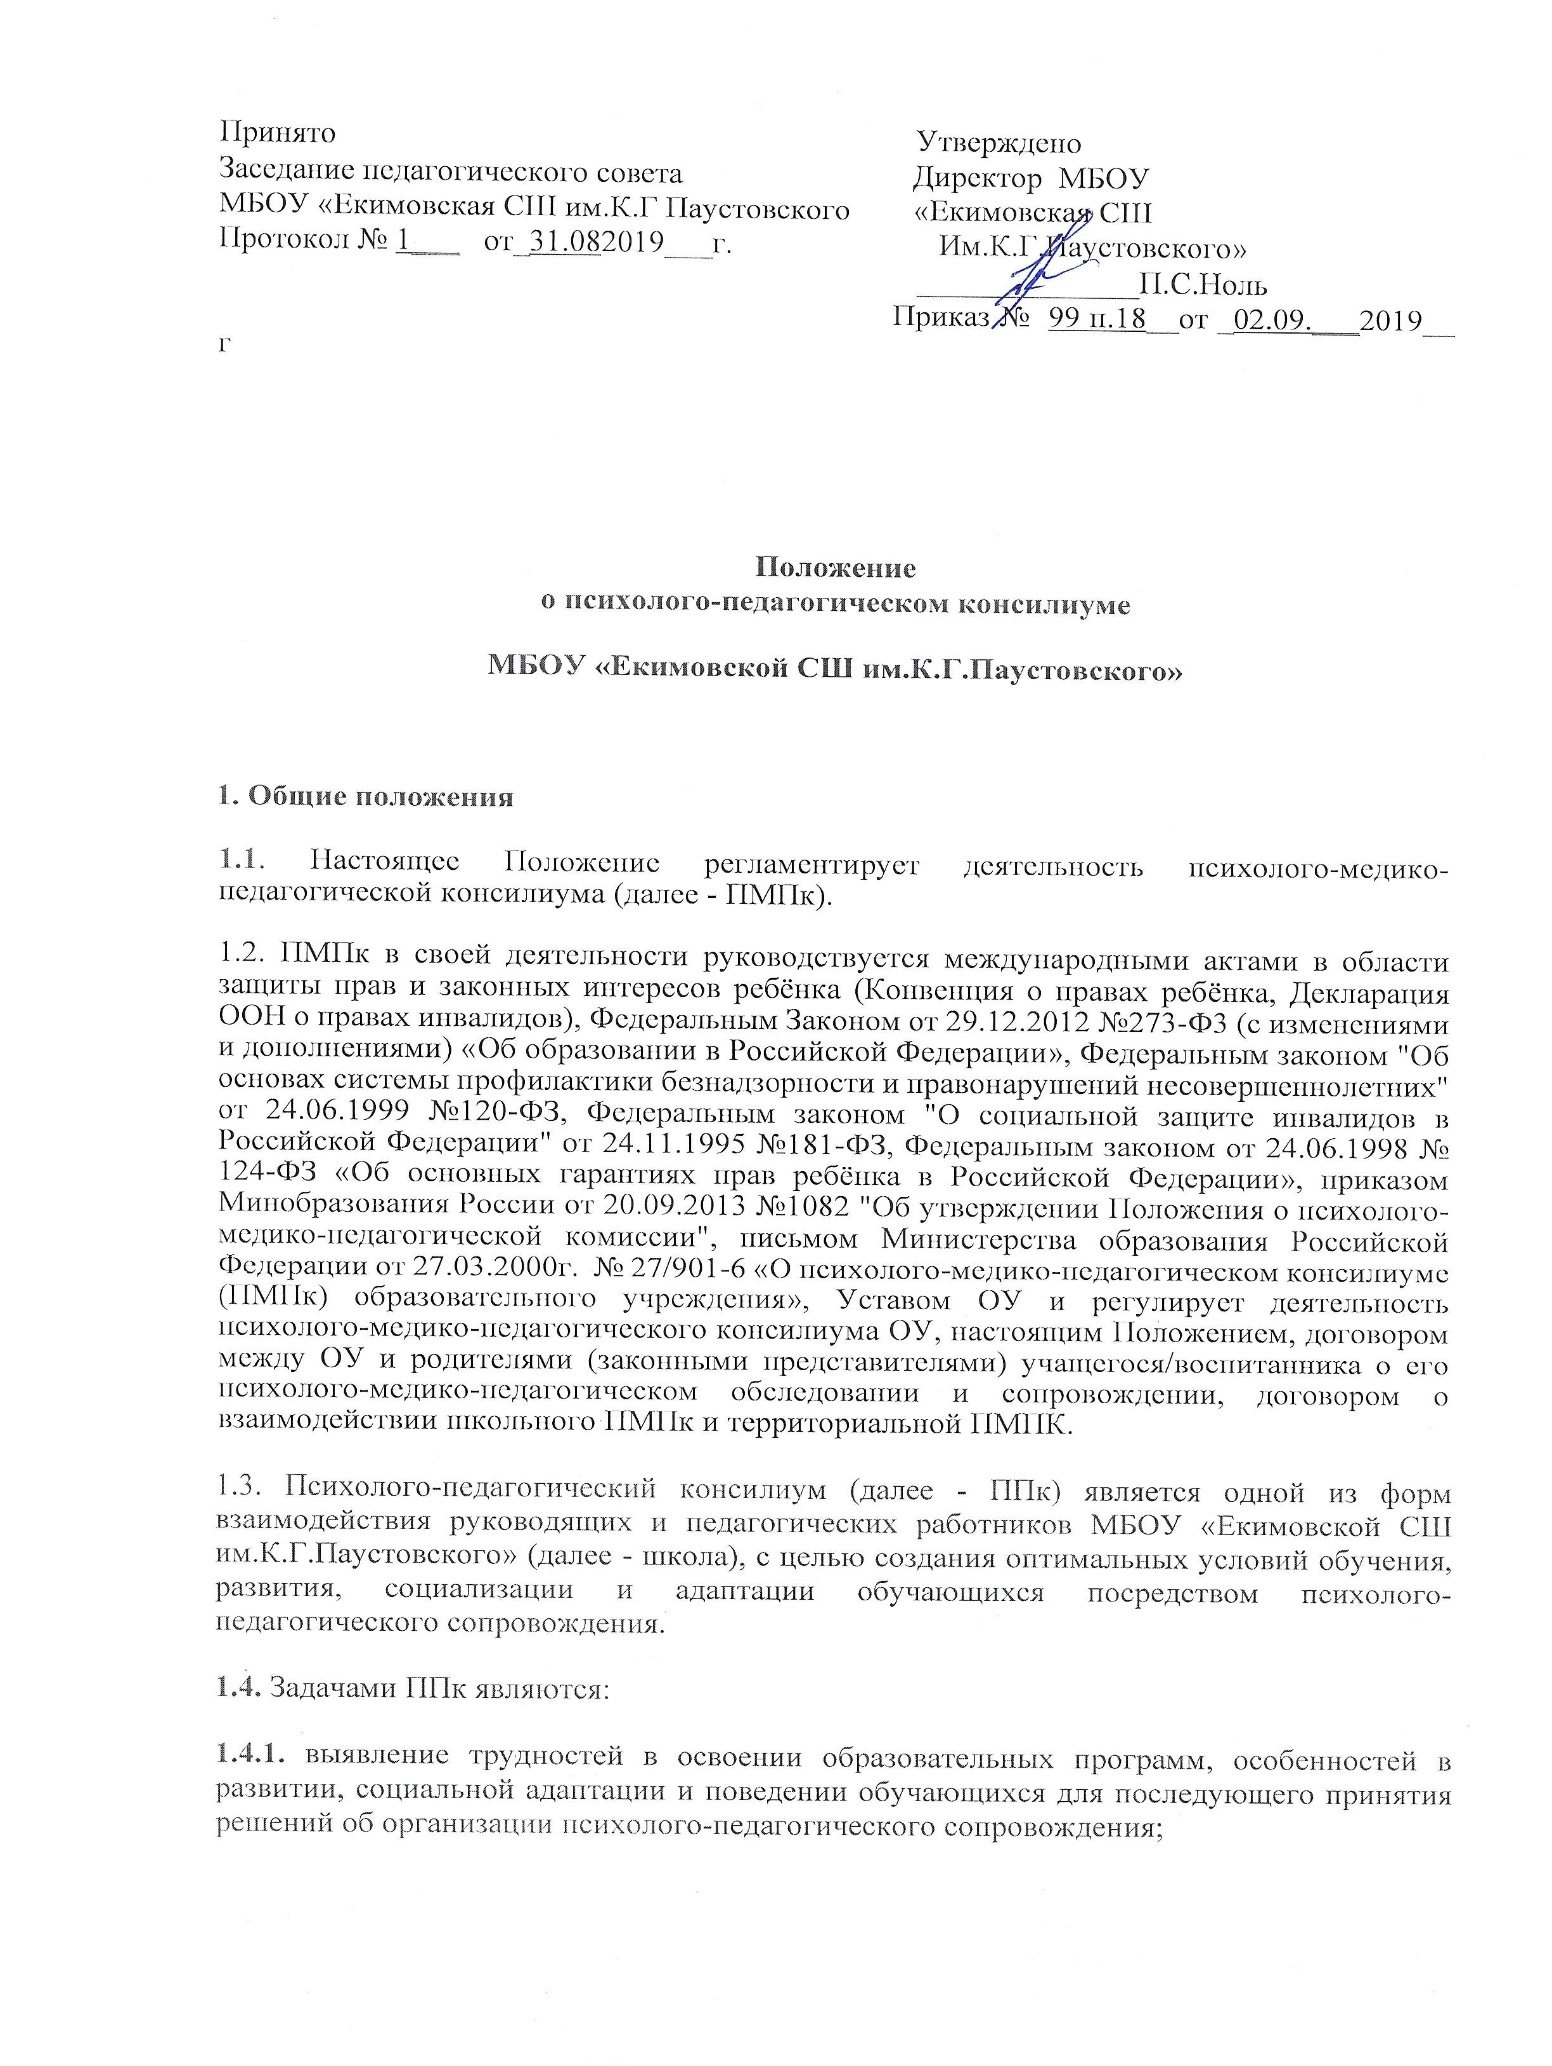 Принято
Заседание педагогического совета
МБОУ «Екимовская СШ им.К.Г Паустовского
Протокол № 1____ от_31.082019___г.
Утверждено
Директор МБОУ
«Екимовская СШ
Им.К.Г.Паустовского»
______________П.С.Ноль
Приказ № 99 п.18__от _02.09.___2019__
г
Положение
о психолого-педагогическом консилиуме
МБОУ «Екимовской СШ им.К.Г.Паустовского»
1. Общие положения
1.1. Настоящее Положение регламентирует деятельность психолого-медико-
педагогической консилиума (далее - ПМПк).
1.2. ПМПк в своей деятельности руководствуется международными актами в области
защиты прав и законных интересов ребёнка (Конвенция о правах ребёнка, Декларация
ООН о правах инвалидов), Федеральным Законом от 29.12.2012 №273-ФЗ (с изменениями
и дополнениями) «Об образовании в Российской Федерации», Федеральным законом "Об
основах системы профилактики безнадзорности и правонарушений несовершеннолетних"
от 24.06.1999 №120-ФЗ, Федеральным законом "О социальной защите инвалидов в
Российской Федерации" от 24.11.1995 №181-ФЗ, Федеральным законом от 24.06.1998 №
124-ФЗ «Об основных гарантиях прав ребёнка в Российской Федерации», приказом
Минобразования России от 20.09.2013 №1082 "Об утверждении Положения о психолого-
медико-педагогической комиссии", письмом Министерства образования Российской
Федерации от 27.03.2000г. № 27/901-6 «О психолого-медико-педагогическом консилиуме
(ПМПк) образовательного учреждения», Уставом ОУ и регулирует деятельность
психолого-медико-педагогического консилиума ОУ, настоящим Положением, договором
между ОУ и родителями (законными представителями) учащегося/воспитанника о его
психолого-медико-педагогическом обследовании и сопровождении, договором о
взаимодействии школьного ПМПк и территориальной ПМПК.
1.3. Психолого-педагогический консилиум (далее - ППк) является одной из форм
взаимодействия руководящих и педагогических работников МБОУ «Екимовской СШ
им.К.Г.Паустовского» (далее - школа), с целью создания оптимальных условий обучения,
развития, социализации и адаптации обучающихся посредством психолого-
педагогического сопровождения.
1.4. Задачами ППк являются:
1.4.1. выявление трудностей в освоении образовательных программ, особенностей в
развитии, социальной адаптации и поведении обучающихся для последующего принятия
решений об организации психолого-педагогического сопровождения;